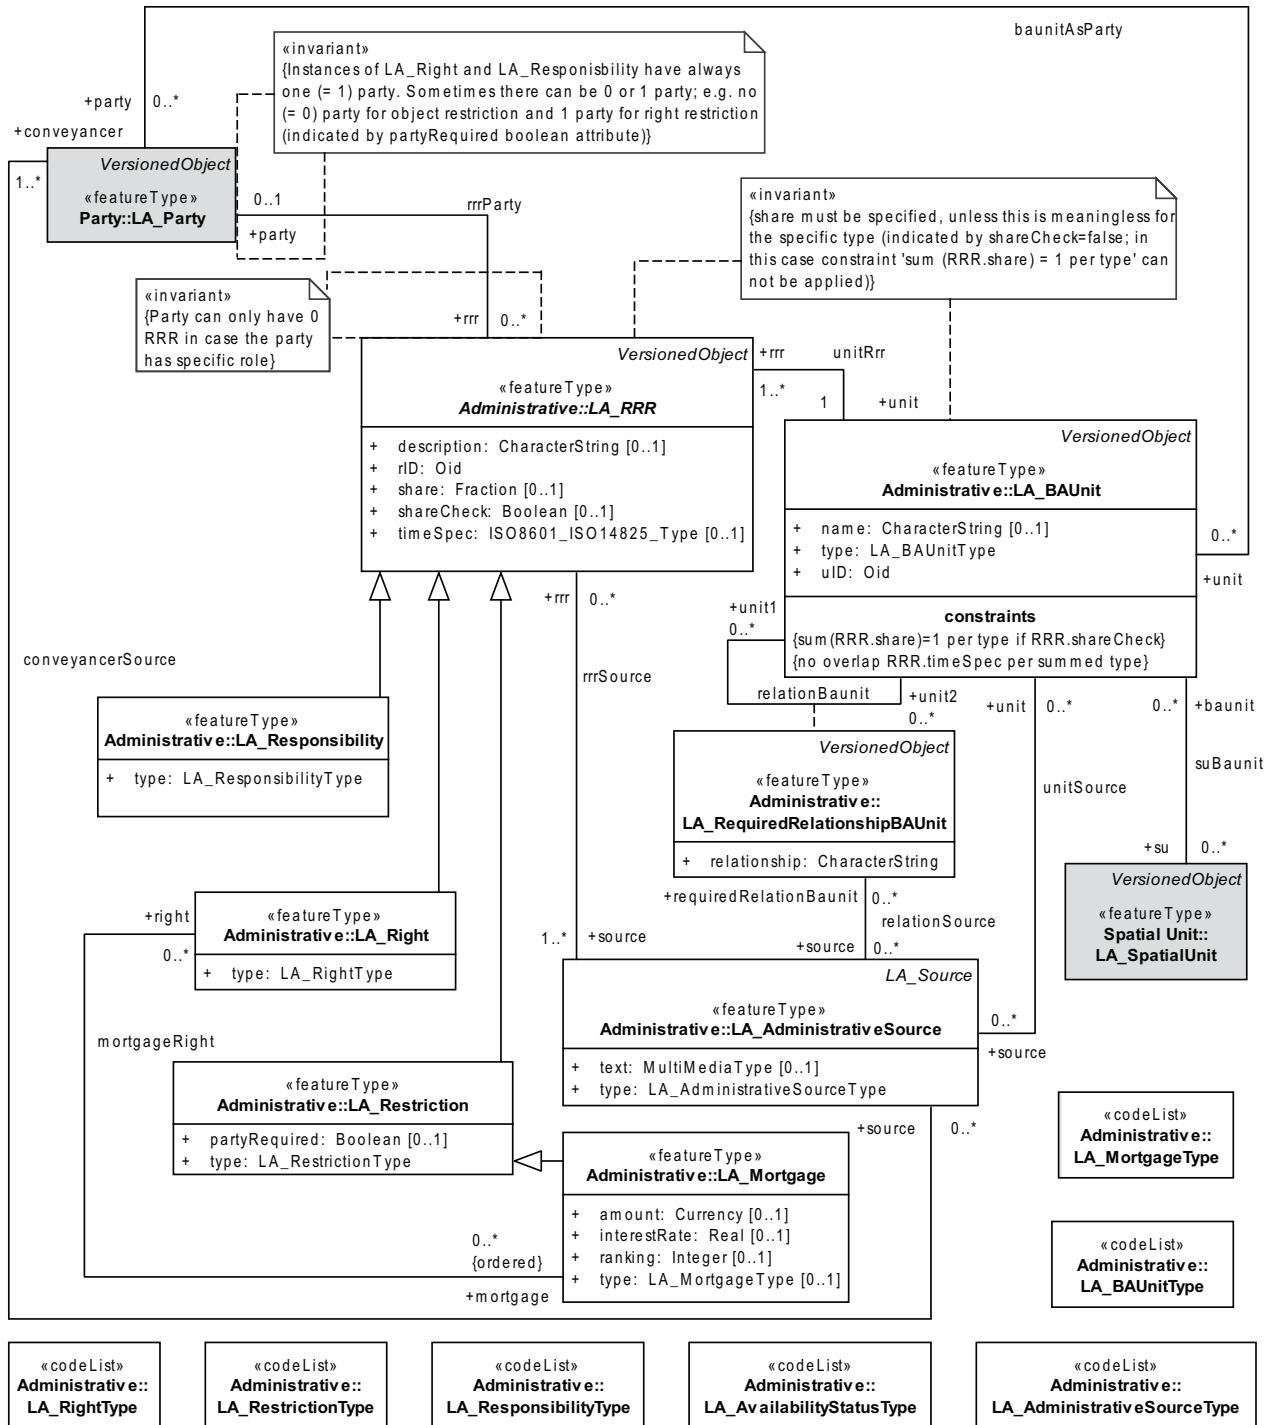 baunitAsParty
«invariant»
{Instances of LA_Right and LA_Responisbility have always
one (= 1) party. Sometimes there can be 0 or 1 party; e.g. no
(= 0) party for object restriction and 1 party for right restriction
(indicated by partyRequired boolean attribute)}
+party 0..*
+conveyancer
1..*
VersionedObject
«featureType»
Party::LA_Party
0..1
+party
rrrParty
«invariant»
{share must be specified, unless this is meaningless for
the specific type (indicated by shareCheck=false; in
this case constraint 'sum (RRR.share) = 1 per type' can
not be applied)}
«invariant»
{Party can only have 0
RRR in case the party
has specific role}
+rrr 0..*
VersionedObject
«featureType»
Administrative::LA_RRR
+ description: CharacterString [0..1]
+ rID: Oid
+ share: Fraction [0..1]
+ shareCheck: Boolean [0..1]
+ timeSpec: ISO8601_ISO14825_Type [0..1]
+rrr unitRrr
1..*
1 +unit
VersionedObject
«featureType»
Administrative::LA_BAUnit
+ name: CharacterString [0..1]
+ type: LA_BAUnitType
+ uID: Oid
constraints
{sum(RRR.share)=1 per type if RRR.shareCheck}
{no overlap RRR.timeSpec per summed type}
0..*
+unit
+rrr 0..*
+unit1
0..*
conveyancerSource
rrrSource
relationBaunit
+unit2
0..*
+unit 0..*
0..* +baunit
«featureType»
Administrative::LA_Responsibility
+ type: LA_ResponsibilityType
VersionedObject
«featureType»
Administrative::
LA_RequiredRelationshipBAUnit
+ relationship: CharacterString
suBaunit
unitSource
+su 0..*
VersionedObject
«featureType»
Spatial Unit::
LA_SpatialUnit
+requiredRelationBaunit 0..*
relationSource
+source 0..*
1..* +source
+right
0..*
«featureType»
Administrative::LA_Right
+ type: LA_RightType
LA_Source
«featureType»
Administrative::LA_AdministrativeSource
+ text: MultiMediaType [0..1]
+ type: LA_AdministrativeSourceType
0..*
+source
mortgageRight
«featureType»
Administrative::LA_Restriction
+ partyRequired: Boolean [0..1]
+ type: LA_RestrictionType
+source 0..*
«featureType»
Administrative::LA_Mortgage
+ amount: Currency [0..1]
+ interestRate: Real [0..1]
+ ranking: Integer [0..1]
+ type: LA_MortgageType [0..1]
0..*
{ordered}
+mortgage
«codeList»
Administrative::
LA_MortgageType
«codeList»
Administrative::
LA_BAUnitType
«codeList»
Administrative::
LA_RightType
«codeList»
Administrative::
LA_RestrictionType
«codeList»
Administrative::
LA_ResponsibilityType
«codeList»
Administrative::
LA_AvailabilityStatusType
«codeList»
Administrative::
LA_AdministrativeSourceType